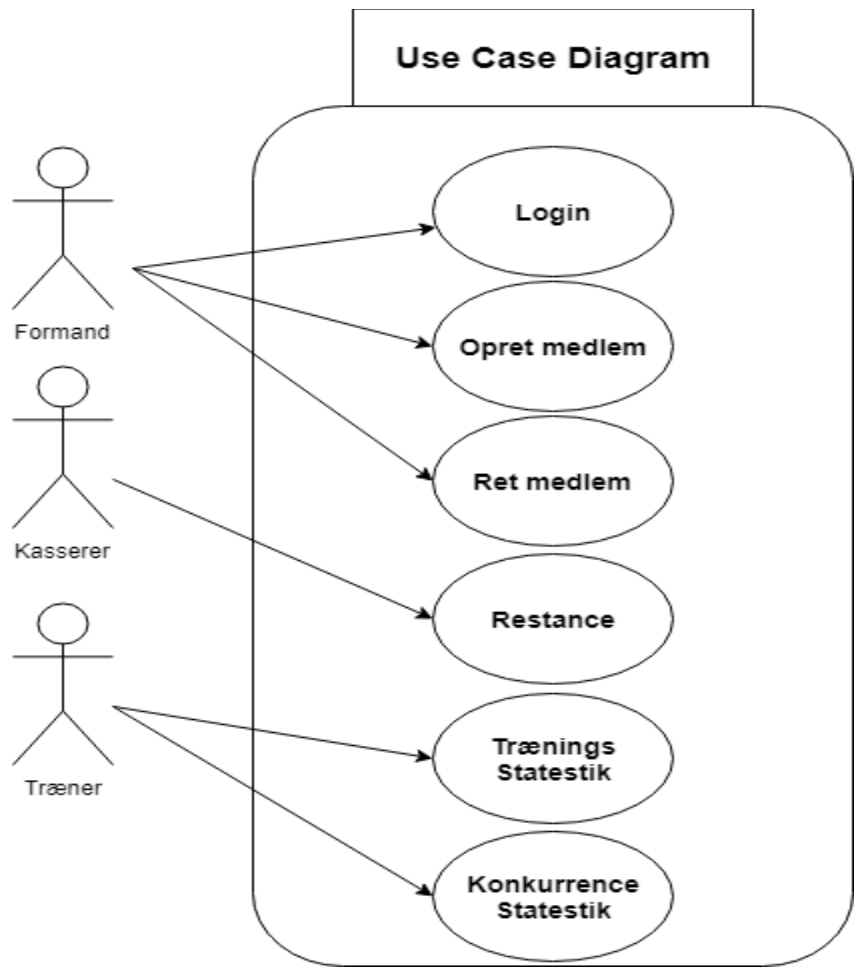 Use Case Diagram
Login
Formand
Opret medlem
Ret medlem
Kasserer
Restance
Trænings
Statestik
Træner
Konkurrence
Statestik